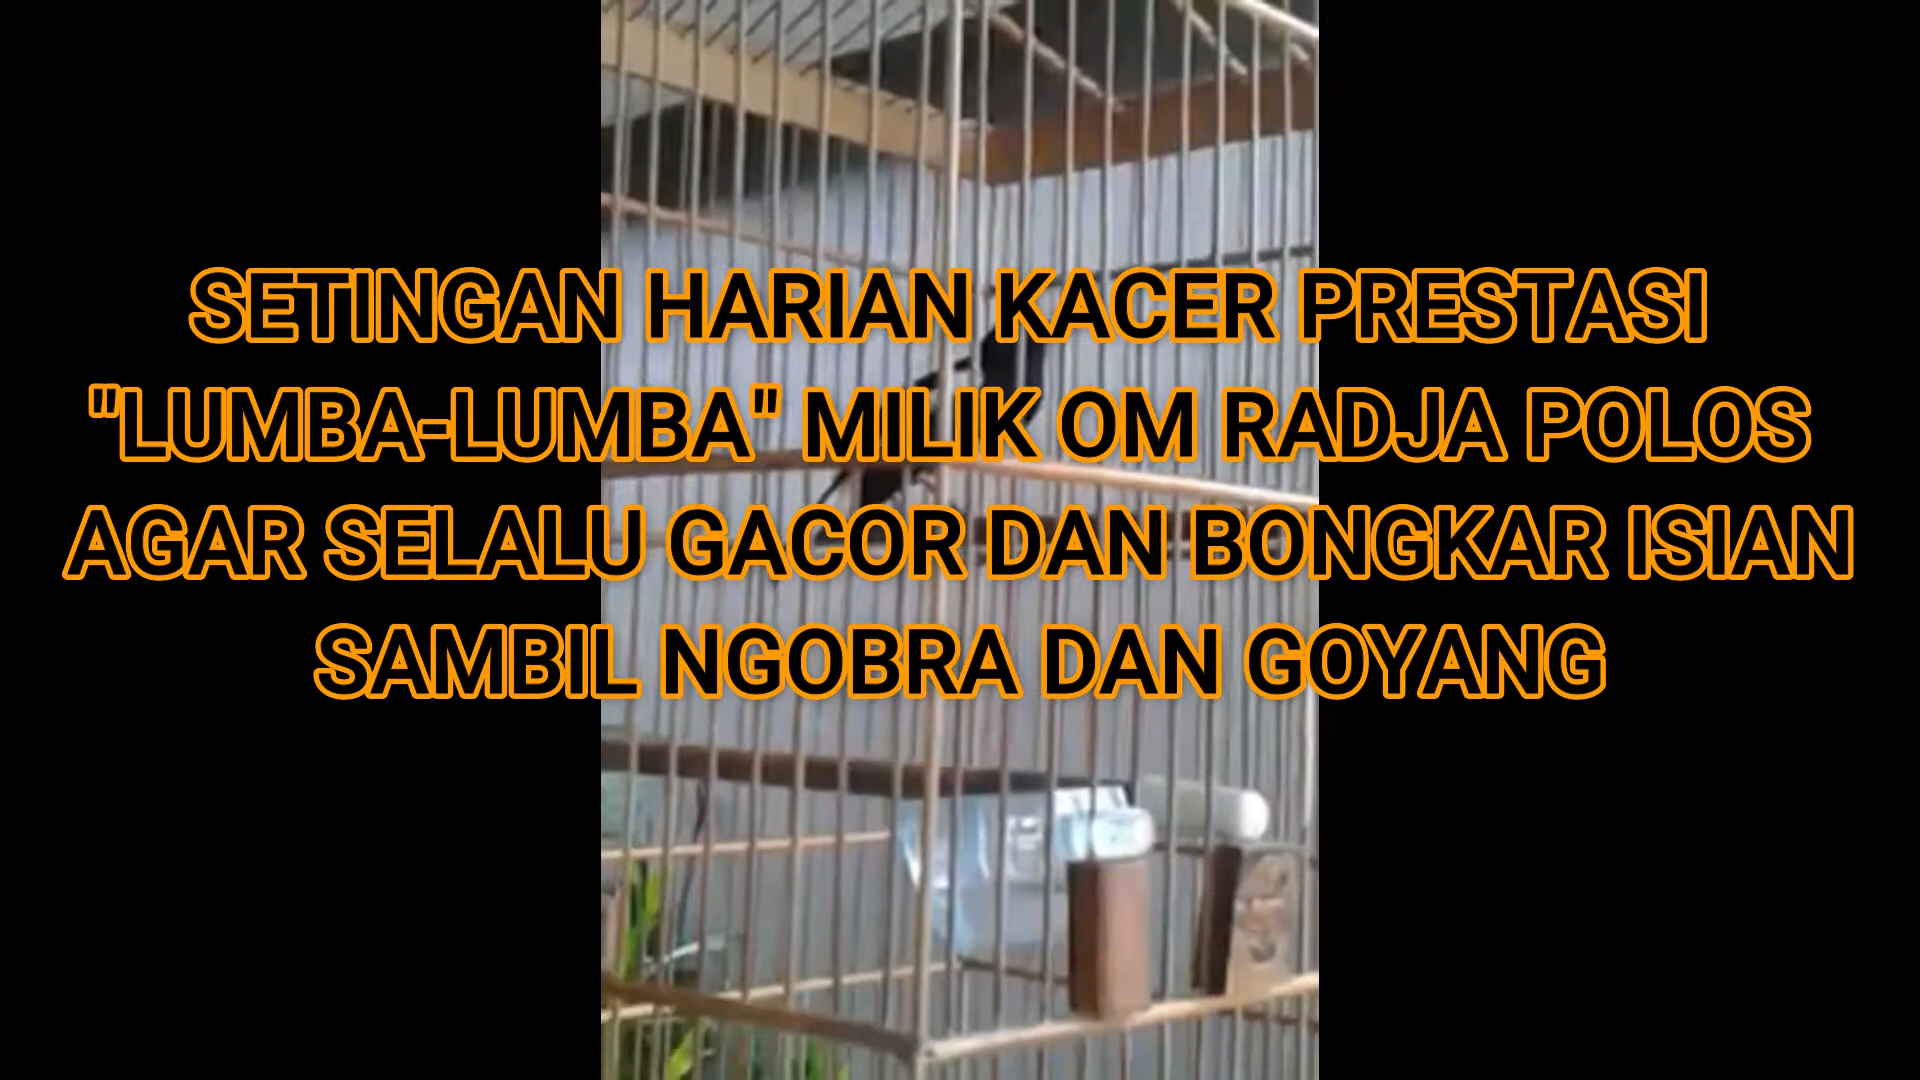 SETINGAN HARIAN KACER PRESTASI
"LUMBA-LUMBA" MILIK OM RADJA POLOS
AGAR SELALU GACOR DAN BONGKAR ISIAN
SAMBIL NGOBRA DAN GOYANG